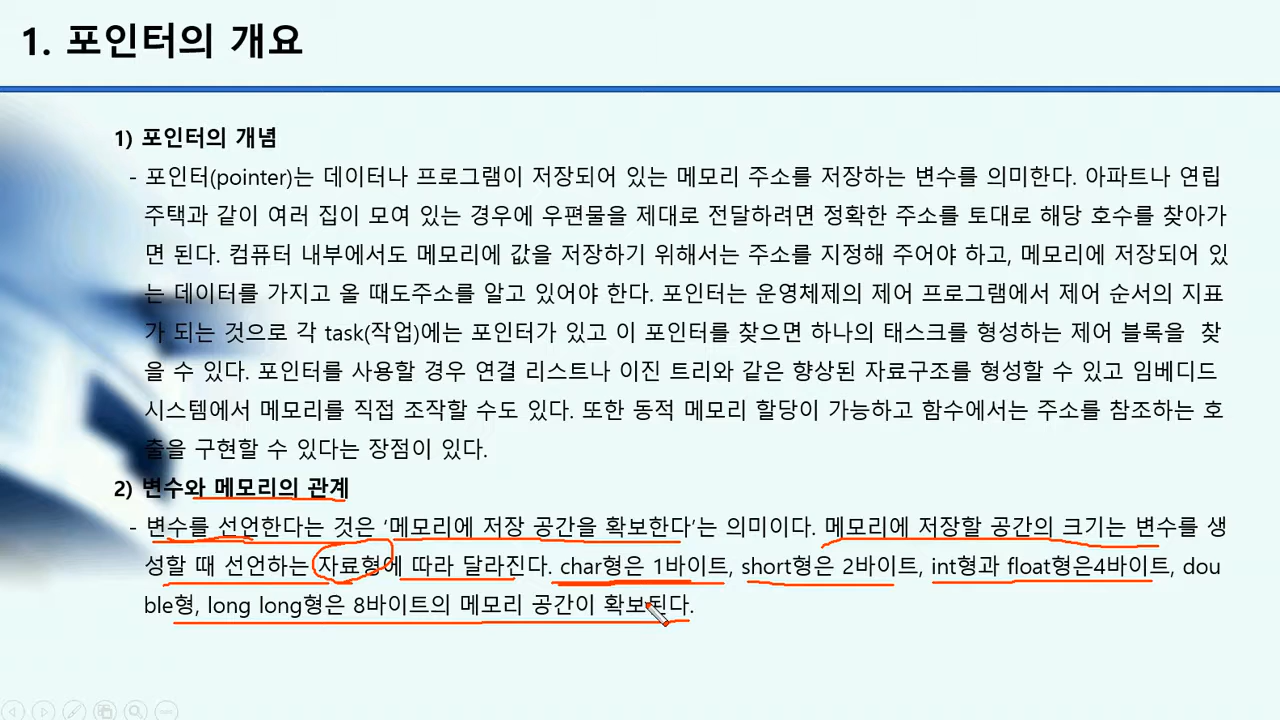 1. 포인터의 개요
1) 포인터의 개념
- 포인터(pointer)는 데이터나 프로그램이 저장되어 있는 메모리 주소를 저장하는 변수를 의미한다. 아파트나 연립
주택과 같이 여러 집이 모여 있는 경우에 우편물을 제대로 전달하려면 정확한 주소를 토대로 해당 호수를 찾아가
면 된다. 컴퓨터 내부에서도 메모리에 값을 저장하기 위해서는 주소를 지정해 주어야 하고, 메모리에 저장되어 있
는 데이터를 가지고 올 때도주소를 알고 있어야 한다. 포인터는 운영체제의 제어 프로그램에서 제어 순서의 지표
가 되는 것으로 각 task(작업)에는 포인터가 있고 이 포인터를 찾으면 하나의 태스크를 형성하는 제어 블록을 찾
을 수 있다. 포인터를 사용할 경우 연결 리스트나 이진 트리와 같은 향상된 자료구조를 형성할 수 있고 임베디드
시스템에서 메모리를 직접 조작할 수도 있다. 또한 동적 메모리 할당이 가능하고 함수에서는 주소를 참조하는 호
출을 구현할 수 있다는 장점이 있다.
2) 변수와 메모리의 관계
- 변수를 선언한다는 것은 ‘메모리에 저장 공간을 확보한다’는 의미이다. 메모리에 저장할 공간의 크기는 변수를 생
성할 때 선언하는 자료형에 따라 달라진다. char형은 1바이트, short형은 2바이트, int형과 float형은4바이트, dou
ble형, long long형은 8바이트의 메모리 공간이 확보된다.